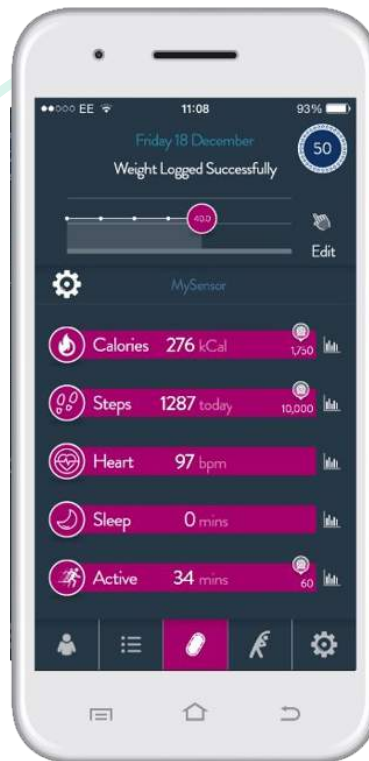 EE 11:08 93%
Friday 18 December
50
Weight Logged Successfully
40.0
Edit
MySensor
Calories 276 kCal 1,750
Steps 1287 today 10,000
Heart 97 bpm
Sleep 0 mins
Active 34 mins 60